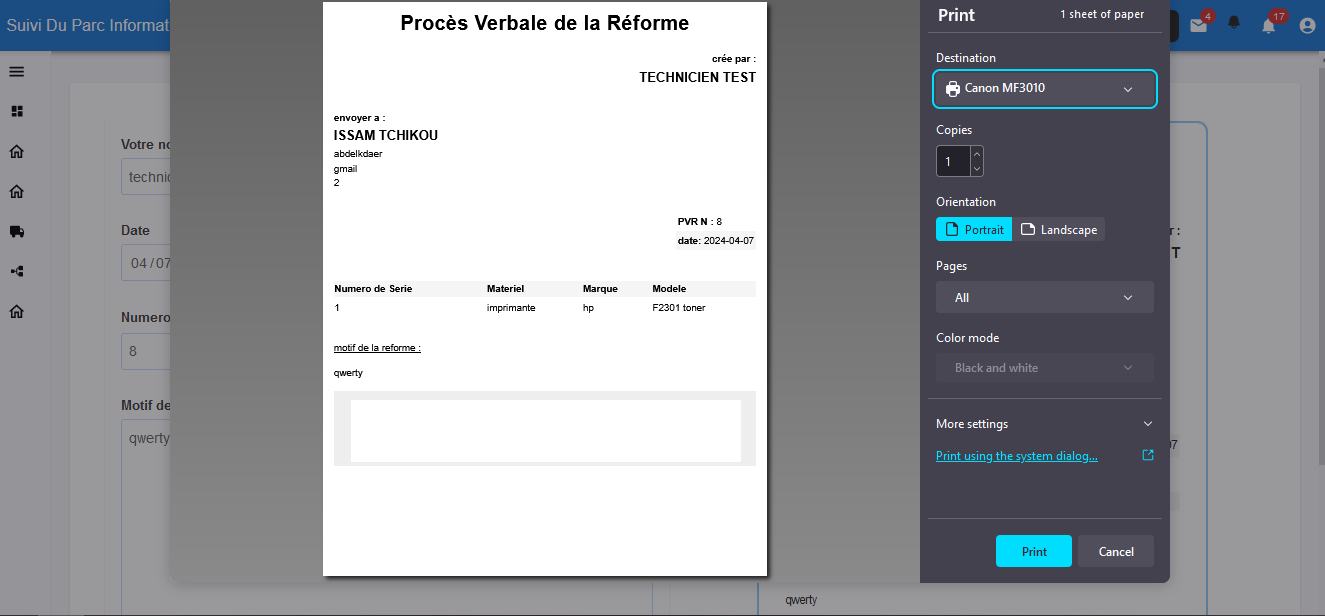 Suivi Du Parc Informat
4
17
Votre no
technic
Date
04/07
Numero
8
Motif de
qwerty
Procès Verbale de la Réforme
crée par :
TECHNICIEN TEST
envoyer a :
ISSAM TCHIKOU
abdelkdaer
gmail
2
PVR N : 8
date: 2024-04-07
Numero de Serie Materiel Marque Modele
1 imprimante hp F2301 toner
motif de la reforme :
qwerty
Print 1 sheet of paper
Destination
Canon MF3010
Copies
1
Orientation
Portrait Landscape
Pages
All
Color mode
Black and white
More settings
Print using the system dialog...
Print Cancel
r :
T
07
qwerty